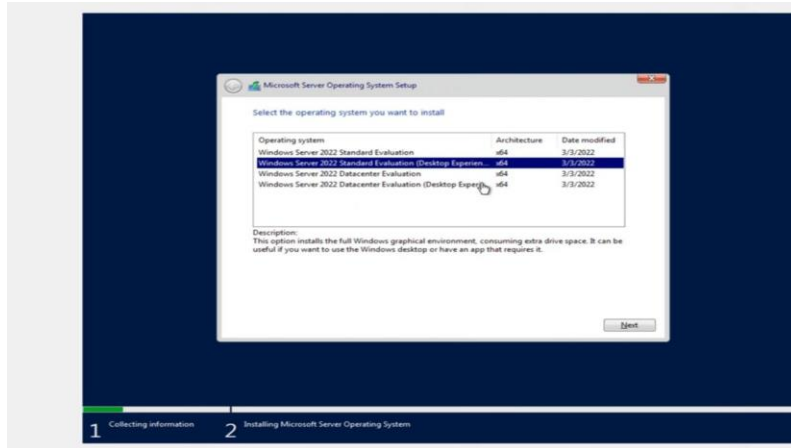 Microsoft Server Operating System Setup
Select the operating system you want to install
Operating system Architecture Date modified
Windows Server 2022 Standard Evaluation x64 3/3/2022
Windows Server 2022 Standard Evaluation (Desktop Experien... x64 3/3/2022
Windows Server 2022 Datacenter Evaluation x64 3/3/2022
Windows Server 2022 Datacenter Evaluation (Desktop x64 3/3/2022
Description:
This option installs the full Windows graphical environment, consuming extra drive space. It can be
useful if you want to use the Windows desktop or have an app that requires it.
Next
1 Collecting information 2 Installing Microsoft Server Operating System